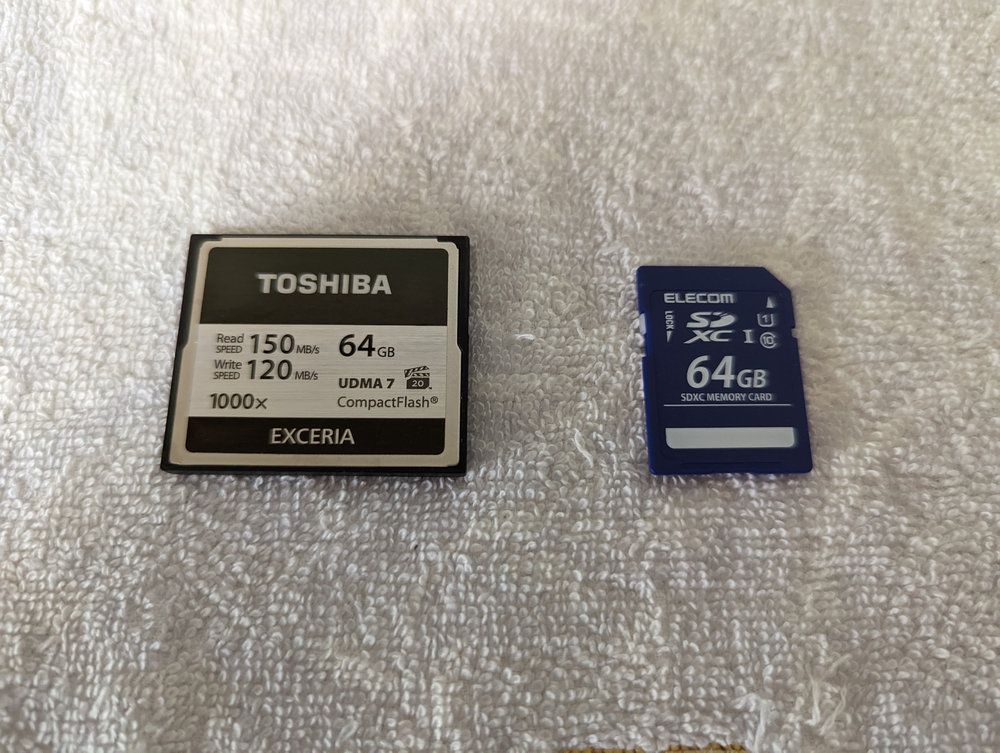 TOSHIBA
Read SPEED 150 MB/s 64 GB
Write SPEED 120 MB/s
UDMA 7 20
1000x CompactFlash®
EXCERIA
ELECOM
LOCK SD XC I U1 10
64GB
SDXC MEMORY CARD